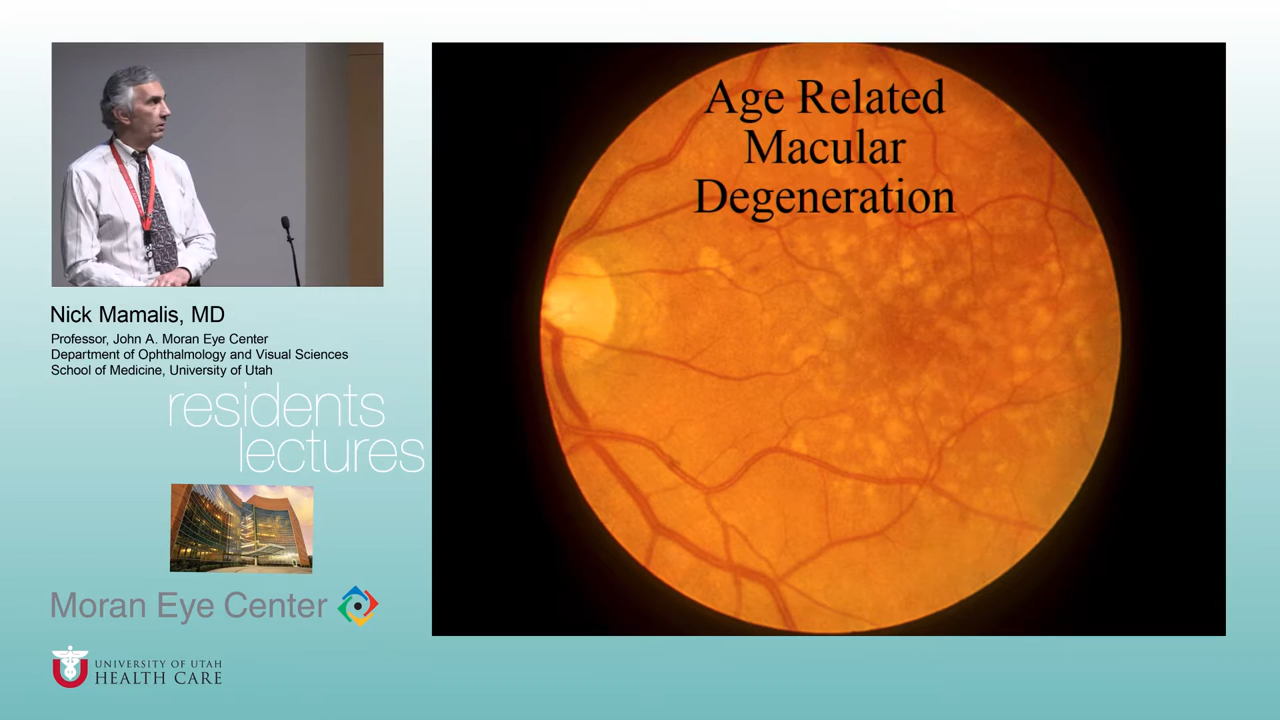 Age Related
Macular
Degeneration
Nick Mamalis, MD
Professor, John A. Moran Eye Center
Department of Ophthalmology and Visual Sciences
School of Medicine, University of Utah
residents
lectures
Moran Eye Center
UNIVERSITY OF UTAH
HEALTH CARE